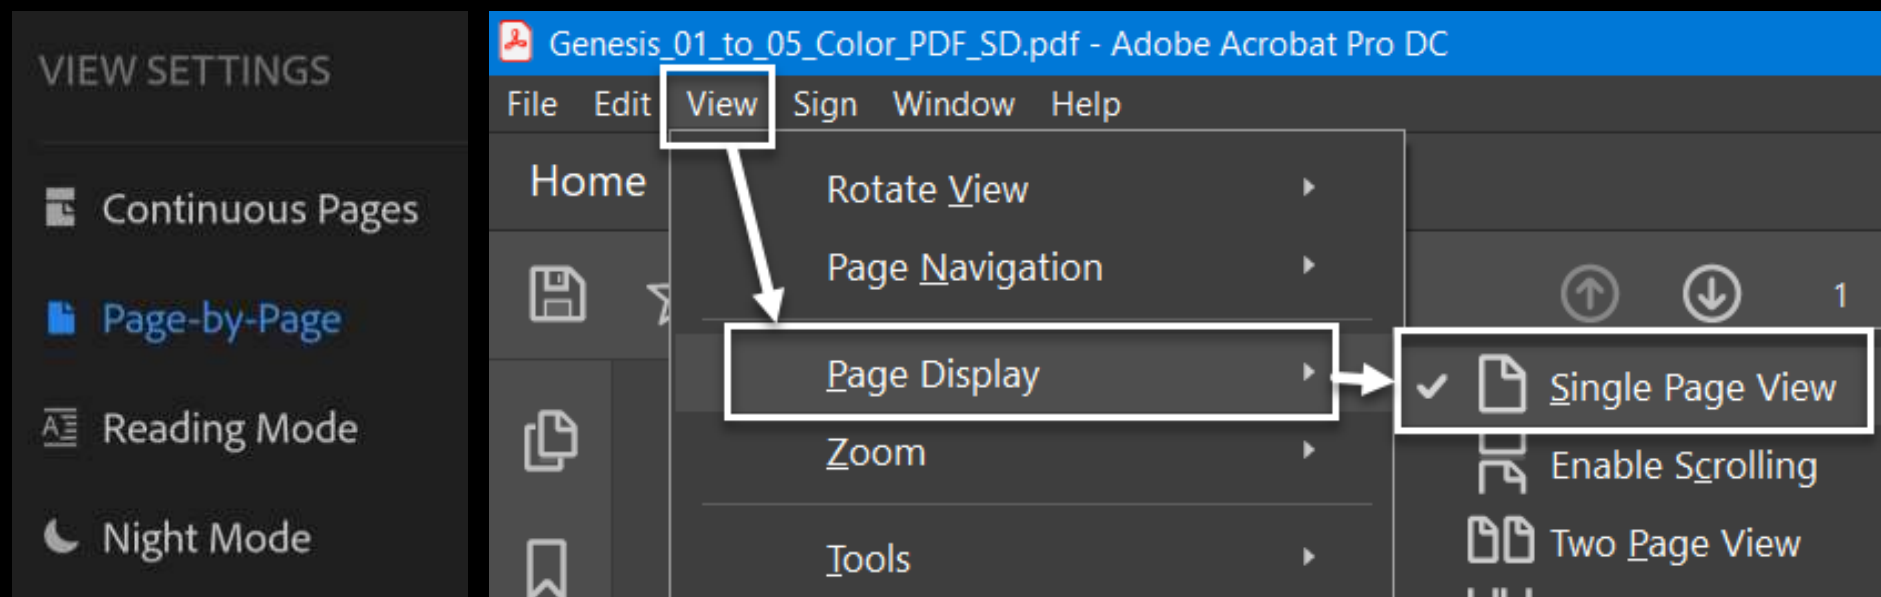 VIEW SETTINGS
Continuous Pages
Page-by-Page
Reading Mode
Night Mode
Genesis_01_to_05_Color_PDF_SD.pdf - Adobe Acrobat Pro DC
File Edit View Sign Window Help
Home
Rotate View
Page Navigation
1
Page Display
Single Page View
Zoom
Enable Scrolling
Two Page View
Tools